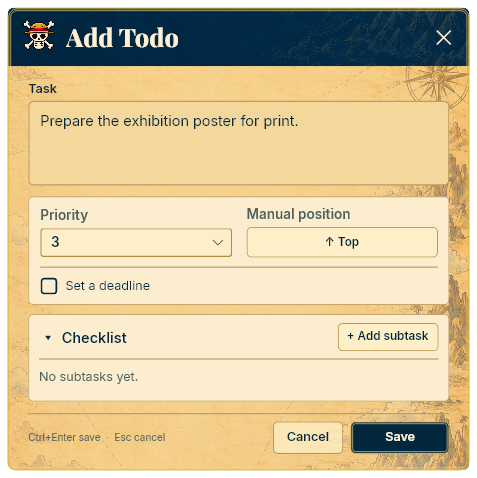 Add Todo
Task
Prepare the exhibition poster for print.
Priority
Manual position
3
↑ Top
Set a deadline
Checklist
+ Add subtask
No subtasks yet.
Ctrl+Enter save · Esc cancel
Cancel
Save